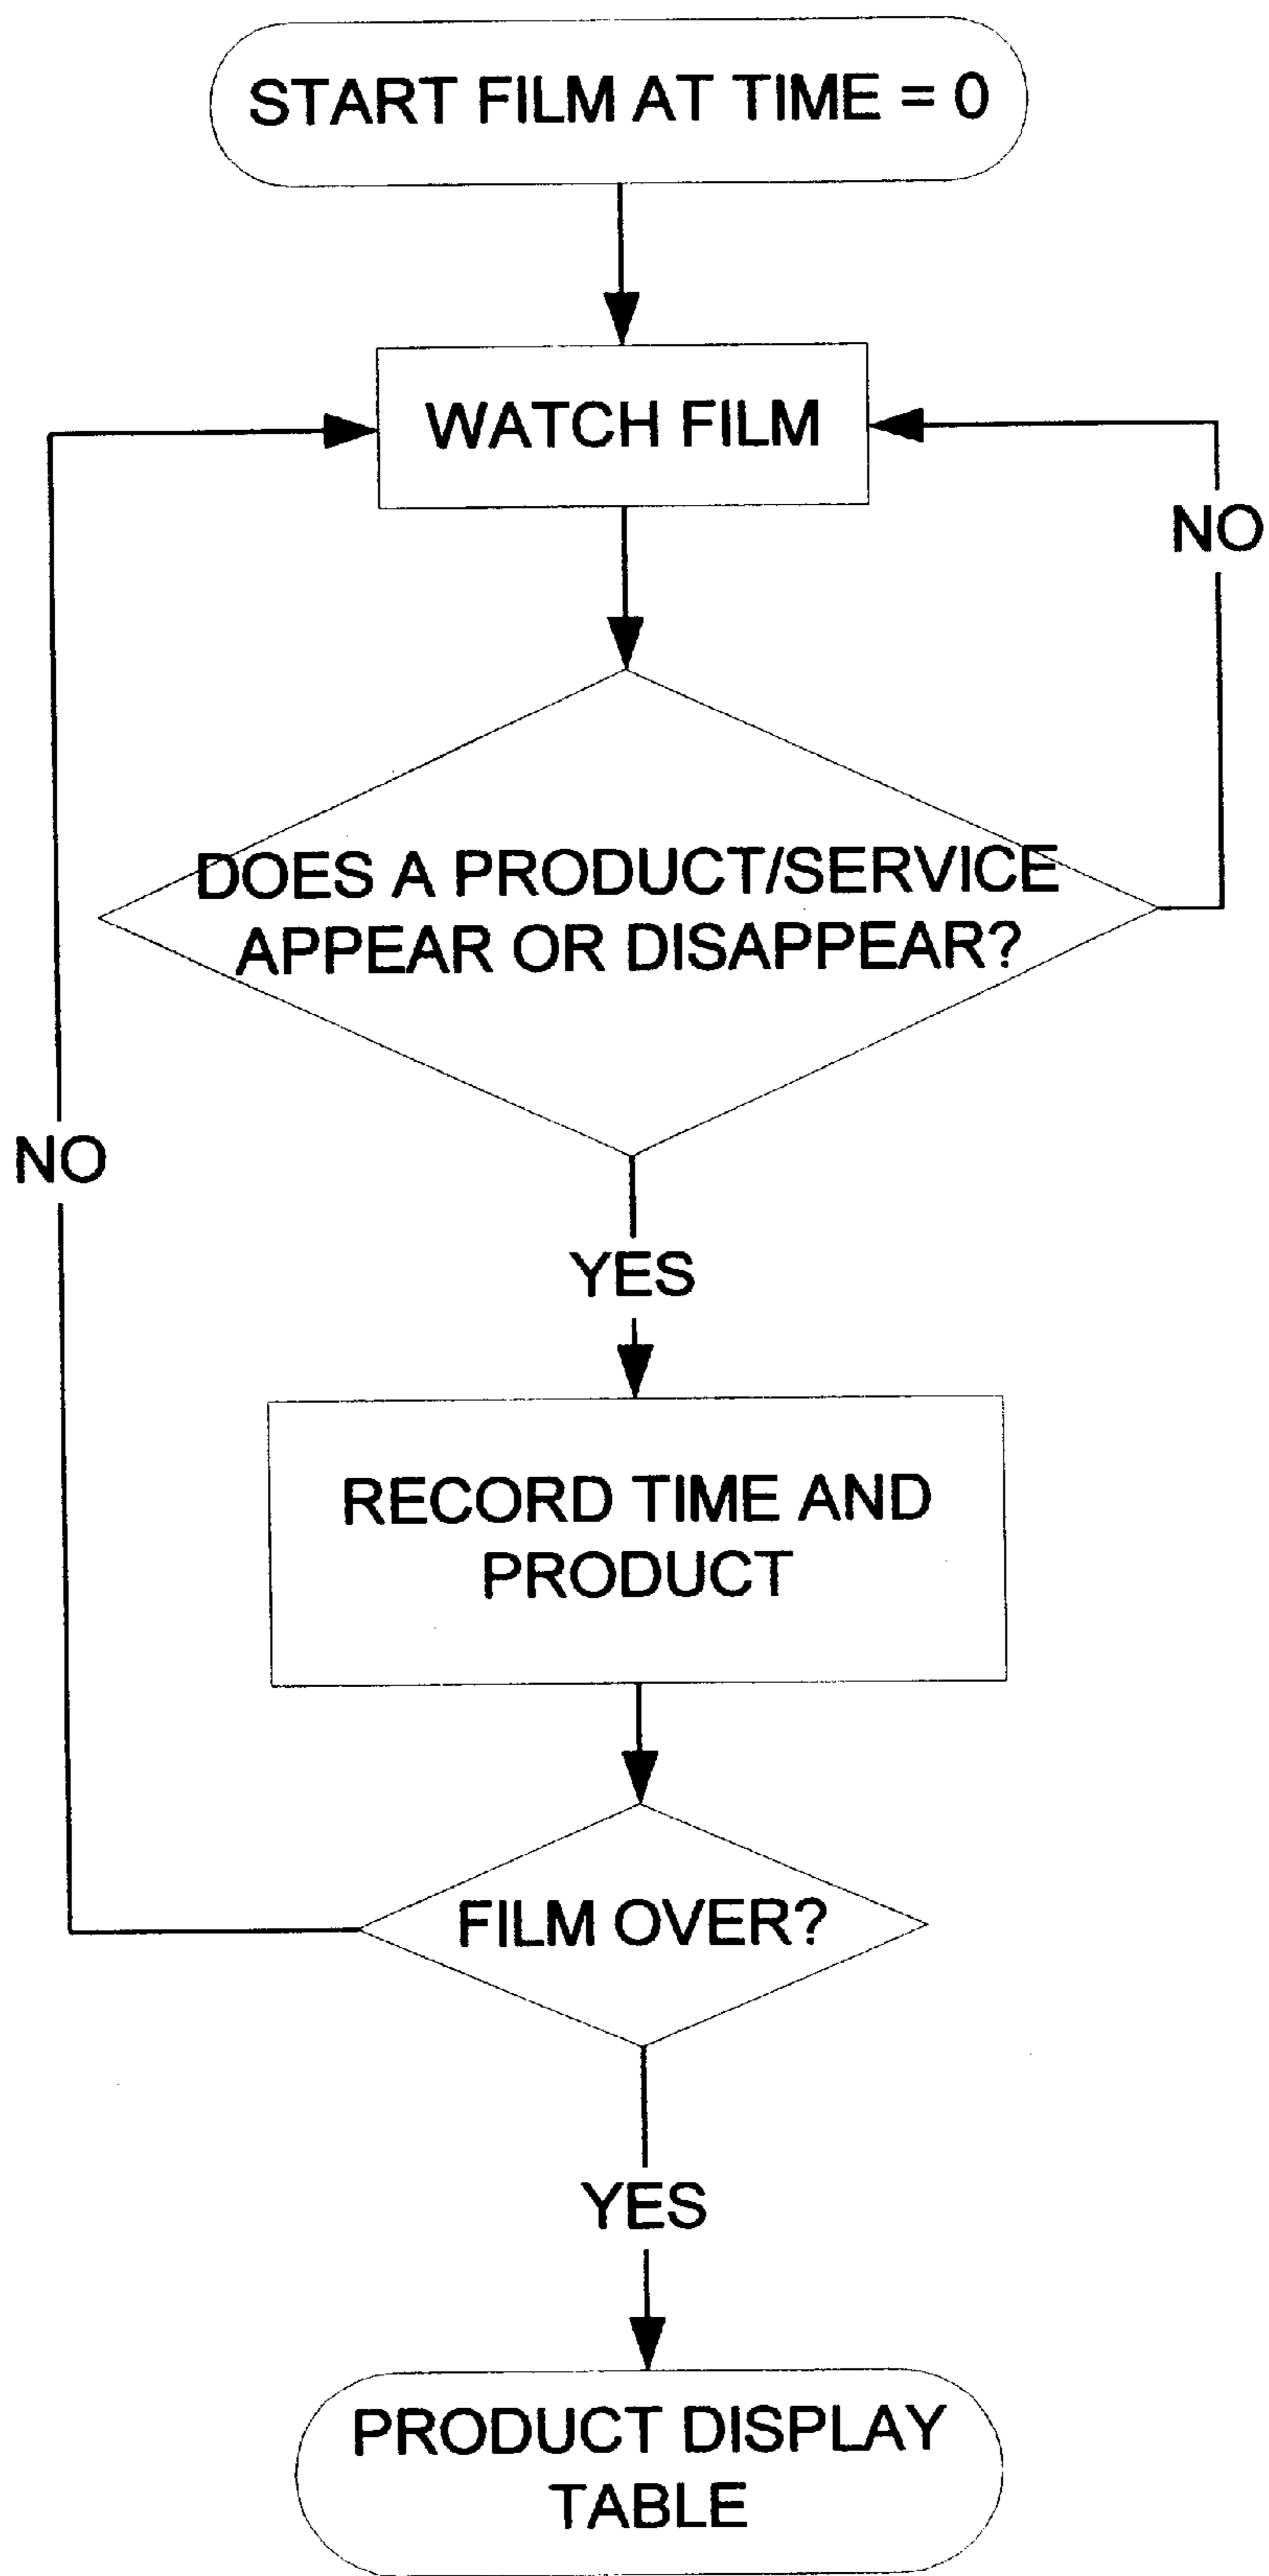 START FILM AT TIME = 0
WATCH FILM
NO
DOES A PRODUCT/SERVICE
APPEAR OR DISAPPEAR?
NO
YES
RECORD TIME AND
PRODUCT
FILM OVER?
YES
PRODUCT DISPLAY
TABLE